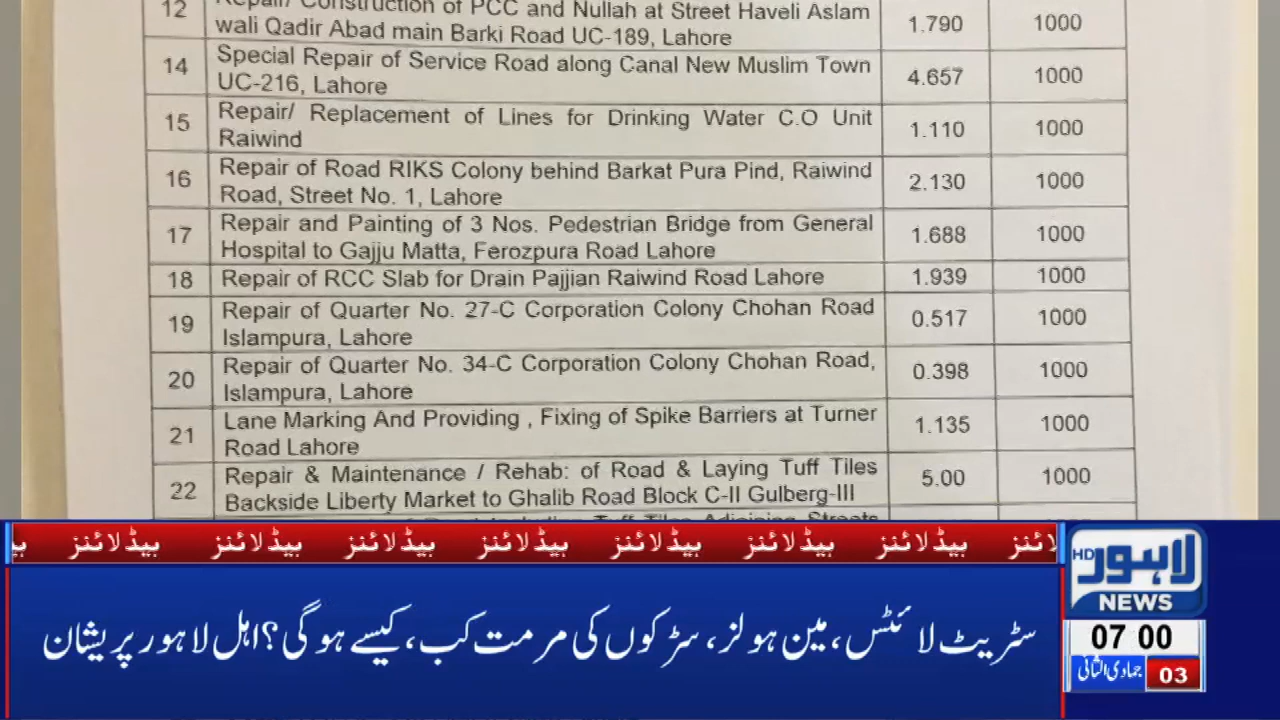 12 Repair/ Construction of PCC and Nullah at Street Haveli Aslam
wali Qadir Abad main Barki Road UC-189, Lahore 1.790 1000
14 Special Repair of Service Road along Canal New Muslim Town
UC-216, Lahore 4.657 1000
15 Repair/ Replacement of Lines for Drinking Water C.O Unit
Raiwind 1.110 1000
16 Repair of Road RIKS Colony behind Barkat Pura Pind, Raiwind
Road, Street No. 1, Lahore 2.130 1000
17 Repair and Painting of 3 Nos. Pedestrian Bridge from General
Hospital to Gajju Matta, Ferozpura Road Lahore 1.688 1000
18 Repair of RCC Slab for Drain Pajjian Raiwind Road Lahore 1.939 1000
19 Repair of Quarter No. 27-C Corporation Colony Chohan Road
Islampura, Lahore 0.517 1000
20 Repair of Quarter No. 34-C Corporation Colony Chohan Road,
Islampura, Lahore 0.398 1000
21 Lane Marking And Providing , Fixing of Spike Barriers at Turner
Road Lahore 1.135 1000
22 Repair & Maintenance / Rehab: of Road & Laying Tuff Tiles
Backside Liberty Market to Ghalib Road Block C-II Gulberg-III 5.00 1000
Tuff Tiles Adjoining Streets
ہیڈلائنز ہیڈلائنز ہیڈلائنز ہیڈلائنز ہیڈلائنز ہیڈلائنز ہیڈلائنز
سٹریٹ لائٹس، مین ہولز، سڑکوں کی مرمت کب، کیسے ہوگی؟ اہل لاہور پریشان
لاہور HD
NEWS
07 00
جمادی الثانی 03